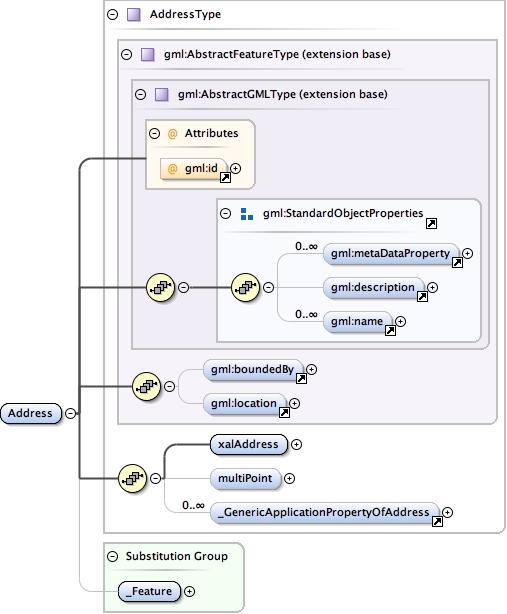 AddressType
gml:AbstractFeatureType (extension base)
gml:AbstractGMLType (extension base)
@ Attributes
@ gml:id
gml:StandardObjectProperties
0..∞
gml:metaDataProperty
gml:description
0..∞
gml:name
gml:boundedBy
gml:location
Address
xalAddress
multiPoint
0..∞
_GenericApplicationPropertyOfAddress
Substitution Group
_Feature